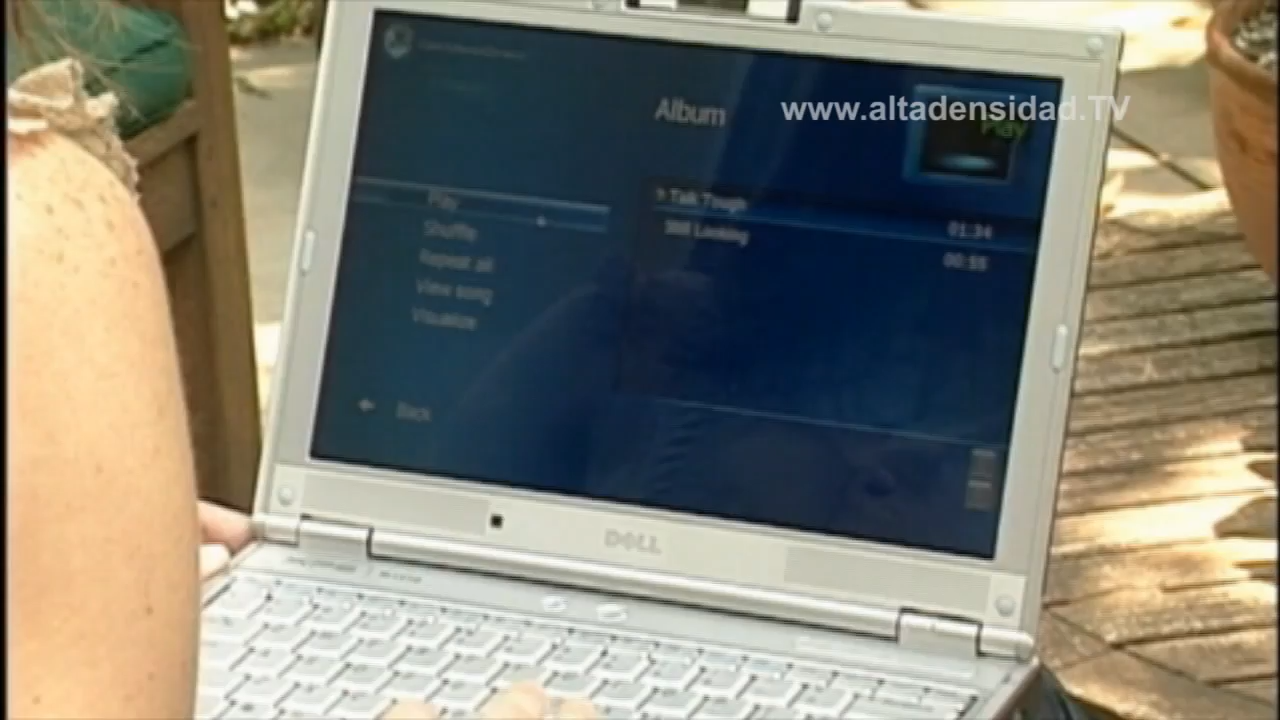 www.altadensidad.TV
Album
Play
Play
Talk Tough
01:34
Still Looking
00:55
Shuffle
Repeat all
View song
Visualize
Back
DELL